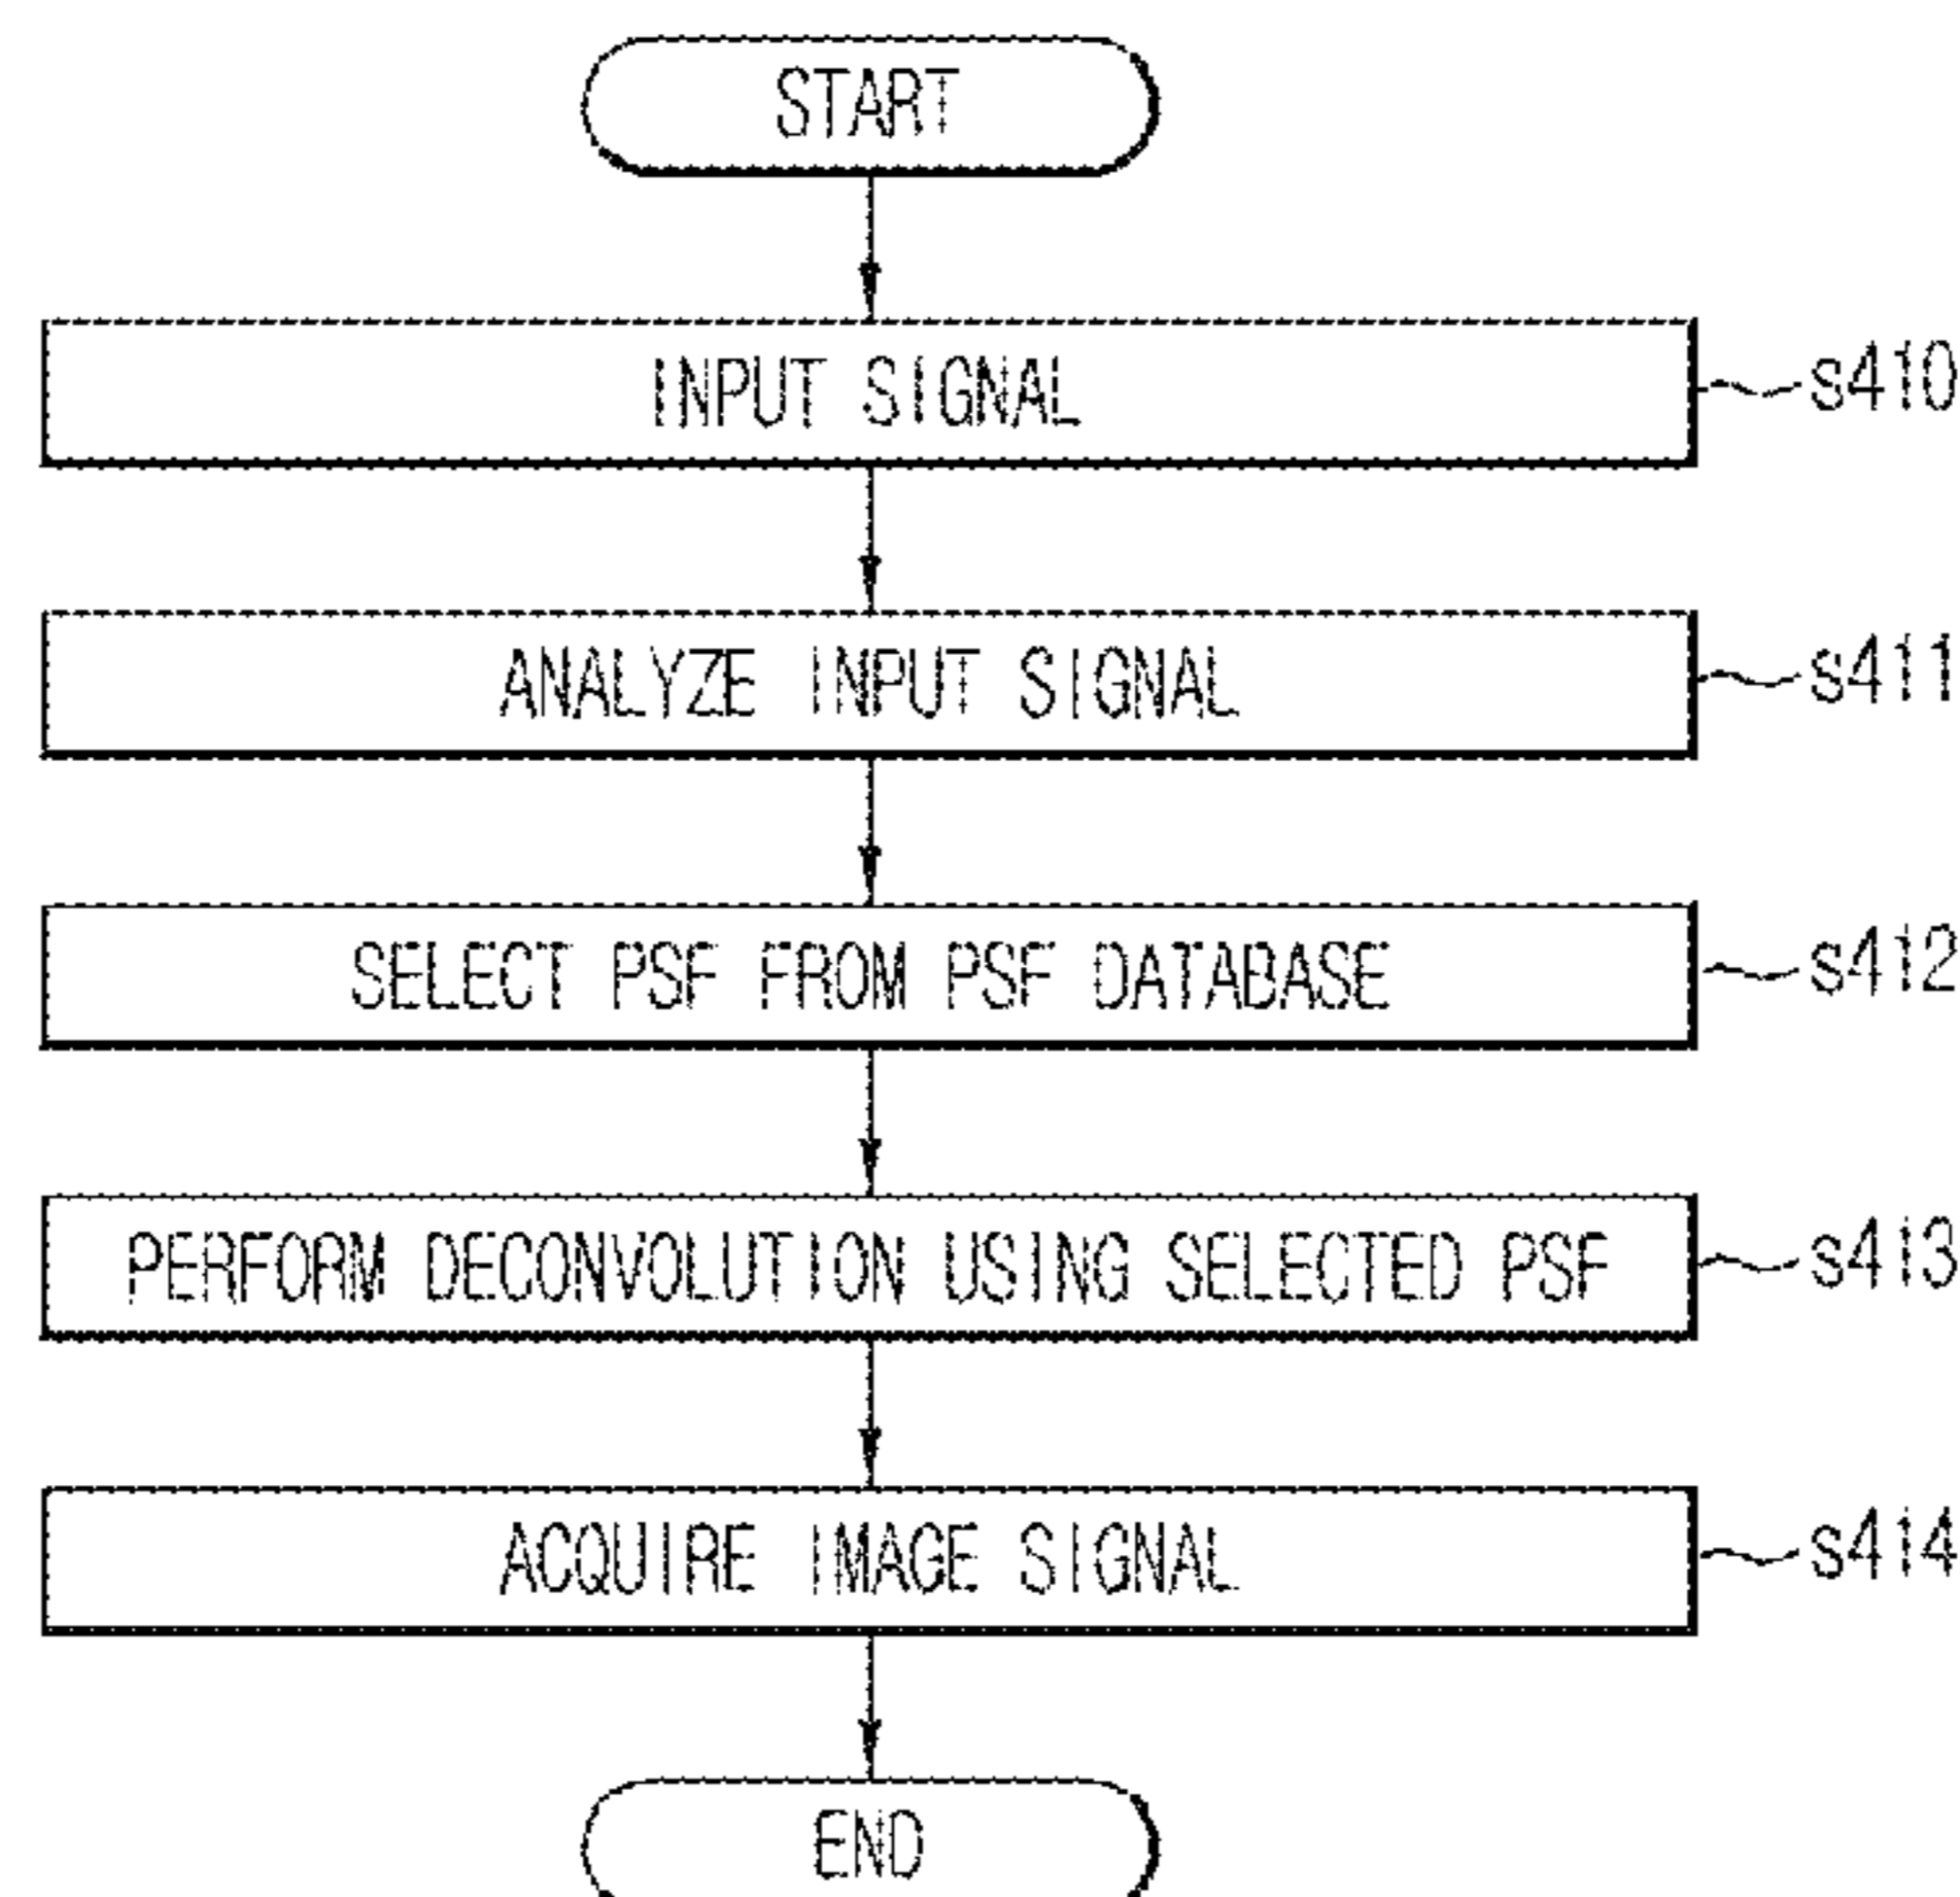 START
INPUT SIGNAL
s410
ANALYZE INPUT SIGNAL
s411
SELECT PSF FROM PSF DATABASE
s412
PERFORM DECONVOLUTION USING SELECTED PSF
s413
ACQUIRE IMAGE SIGNAL
s414
END